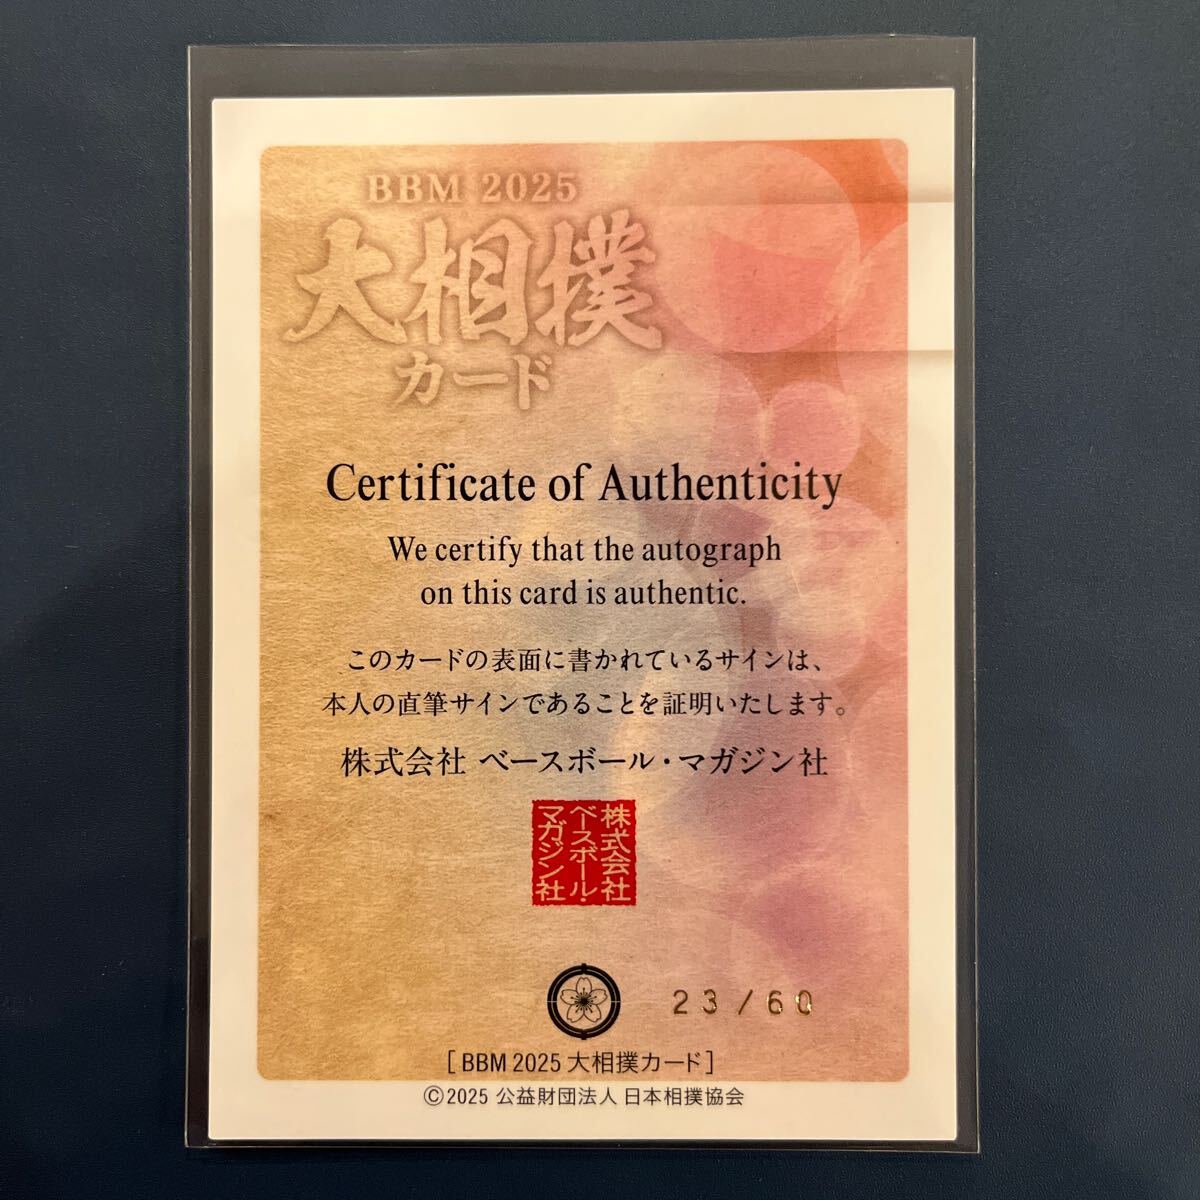 BBM 2025
大相撲
カード
Certificate of Authenticity
We certify that the autograph
on this card is authentic.
このカードの表面に書かれているサインは、
本人の直筆サインであることを証明いたします。
株式会社 ベースボール・マガジン社
株式会社
ベースボール・
マガジン社
23/60
[ BBM 2025 大相撲カード ]
©2025 公益財団法人 日本相撲協会